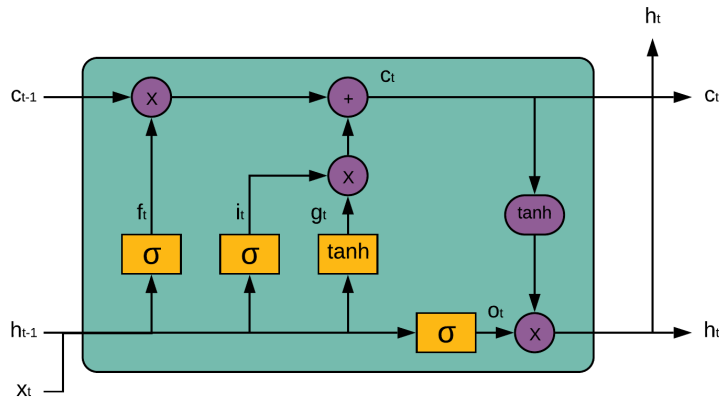 hₜ
cₜ
cₜ₋₁
X
+
cₜ
X
fₜ
iₜ
gₜ
tanh
σ
σ
tanh
hₜ₋₁
σ
oₜ
X
hₜ
xₜ